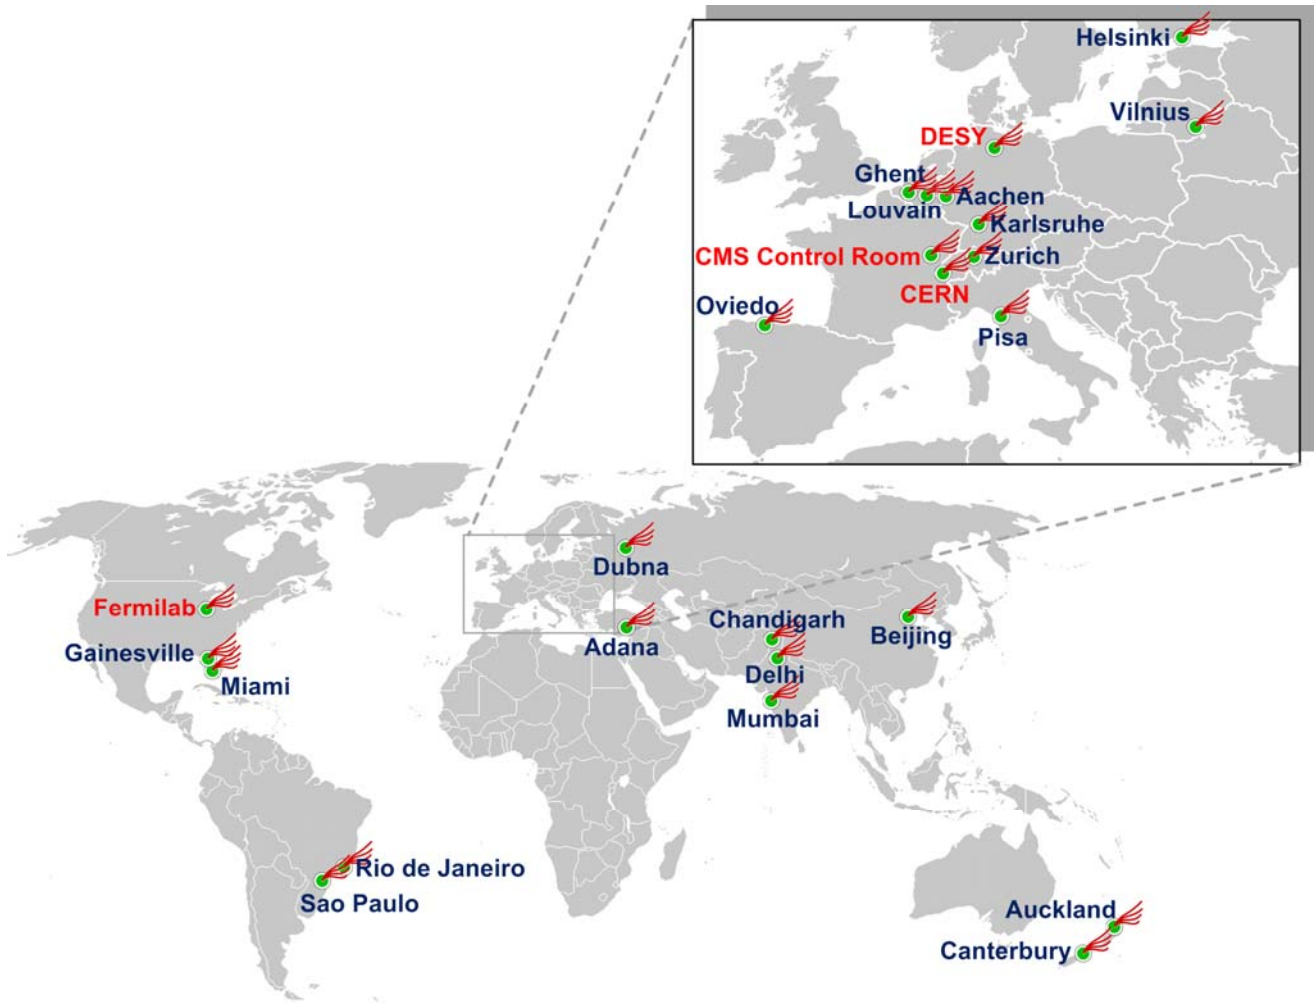 Helsinki
Vilnius
DESY
Ghent
Aachen
Louvain
Karlsruhe
CMS Control Room
Zurich
CERN
Oviedo
Pisa
Dubna
Fermilab
Chandigarh
Beijing
Adana
Gainesville
Delhi
Miami
Mumbai
Rio de Janeiro
Sao Paulo
Auckland
Canterbury